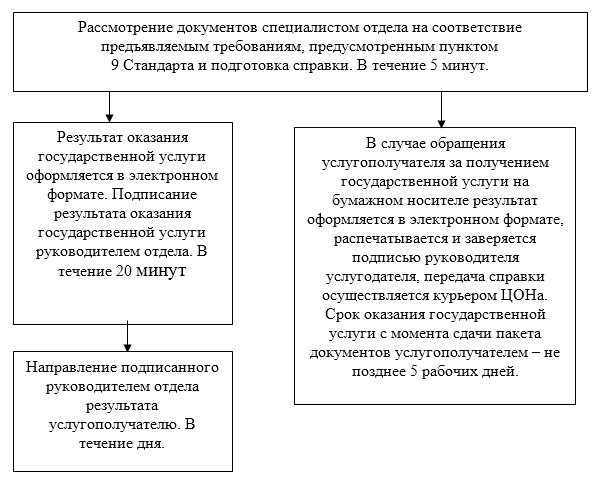 Рассмотрение документов специалистом отдела на соответствие
предъявляемым требованиям, предусмотренным пунктом
9 Стандарта и подготовка справки. В течение 5 минут.
Результат оказания
государственной услуги
оформляется в электронном
формате. Подписание
результата оказания
государственной услуги
руководителем отдела. В
течение 20 минут
Направление подписанного
руководителем отдела
результата
услугополучателю. В
течение дня.
В случае обращения
услугополучателя за получением
государственной услуги на
бумажном носителе результат
оформляется в электронном формате,
распечатывается и заверяется
подписью руководителя
услугодателя, передача справки
осуществляется курьером ЦОНа.
Срок оказания государственной
услуги с момента сдачи пакета
документов услугополучателем – не
позднее 5 рабочих дней.